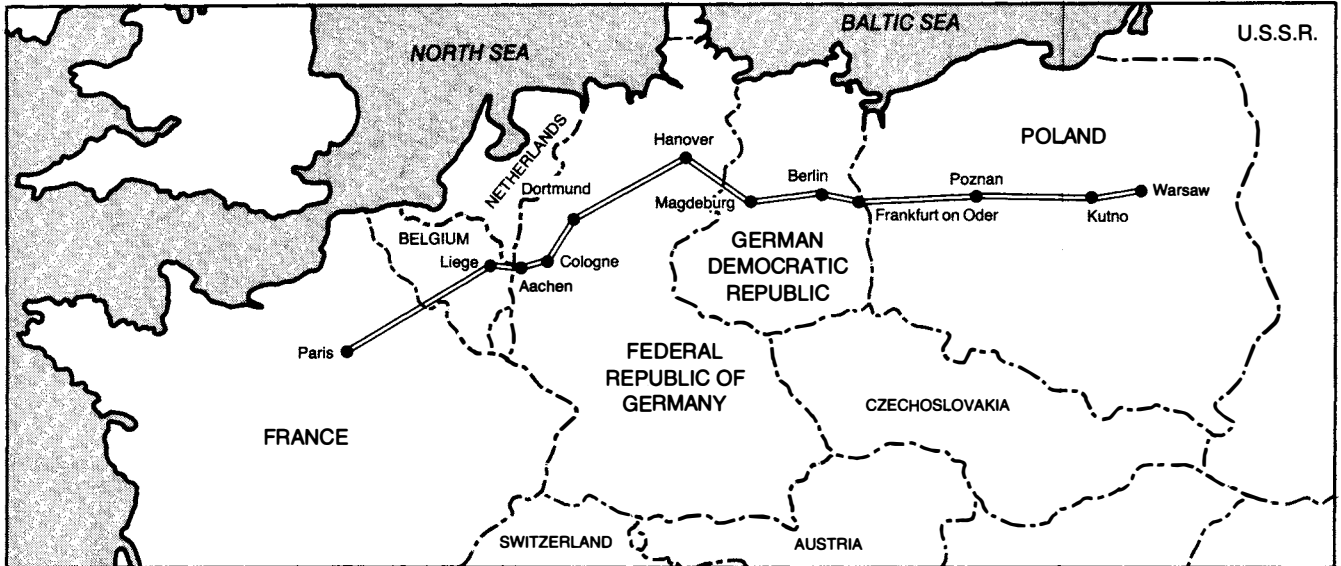 NORTH SEA
BALTIC SEA
U.S.S.R.
NETHERLANDS
Hanover
POLAND
Dortmund
Berlin
Poznan
Warsaw
Magdeburg
Frankfurt on Oder
Kutno
BELGIUM
Liege
Cologne
Aachen
GERMAN
DEMOCRATIC
REPUBLIC
Paris
FEDERAL
REPUBLIC OF
GERMANY
CZECHOSLOVAKIA
FRANCE
SWITZERLAND
AUSTRIA